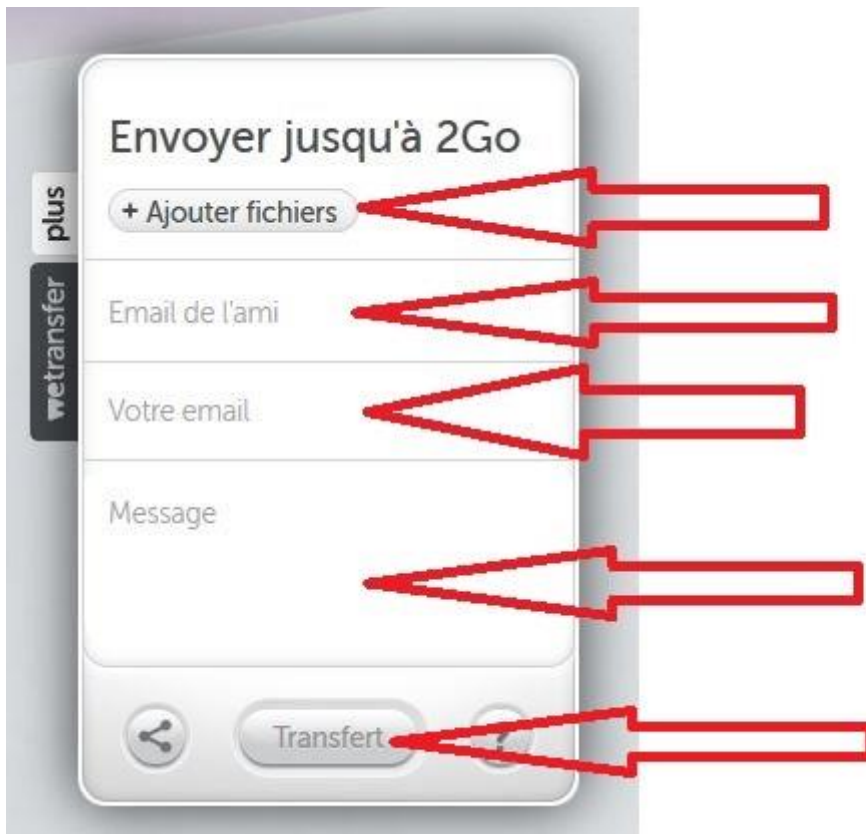 Envoyer jusqu'à 2Go
+ Ajouter fichiers
plus
wetransfer
Email de l'ami
Votre email
Message
Transfert
?